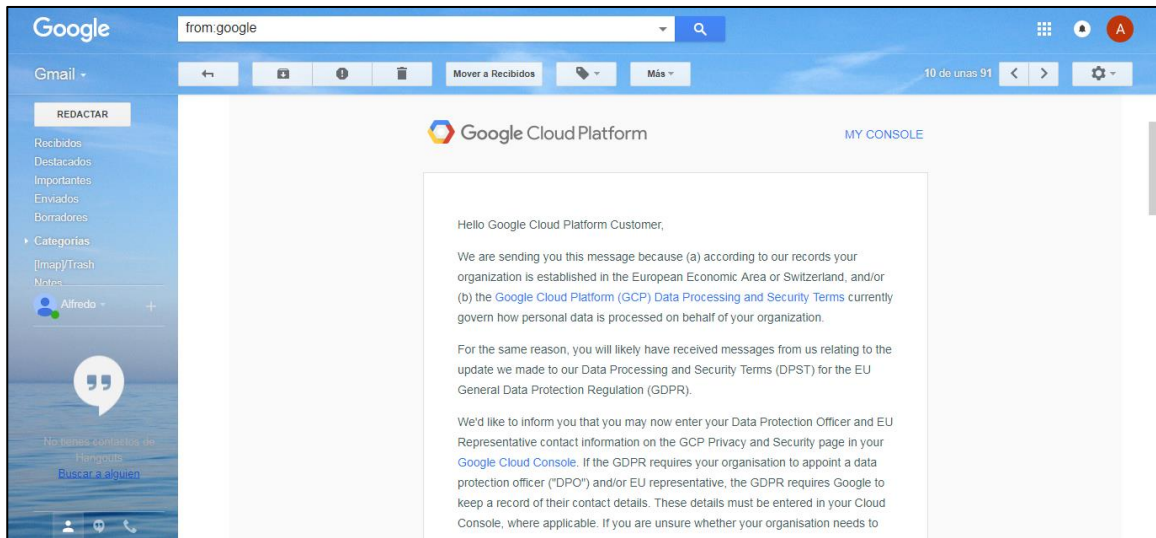 Google
from:google
A
Gmail
Mover a Recibidos
Más
10 de unas 91
REDACTAR
Recibidos
Destacados
Importantes
Enviados
Borradores
Categorías
[Imap]/Trash
Notes
Alfredo
No tienes contactos de
Hangouts
Buscar a alguien
Google Cloud Platform
MY CONSOLE
Hello Google Cloud Platform Customer,
We are sending you this message because (a) according to our records your
organization is established in the European Economic Area or Switzerland, and/or
(b) the Google Cloud Platform (GCP) Data Processing and Security Terms currently
govern how personal data is processed on behalf of your organization.
For the same reason, you will likely have received messages from us relating to the
update we made to our Data Processing and Security Terms (DPST) for the EU
General Data Protection Regulation (GDPR).
We'd like to inform you that you may now enter your Data Protection Officer and EU
Representative contact information on the GCP Privacy and Security page in your
Google Cloud Console. If the GDPR requires your organisation to appoint a data
protection officer ("DPO") and/or EU representative, the GDPR requires Google to
keep a record of their contact details. These details must be entered in your Cloud
Console, where applicable. If you are unsure whether your organisation needs to